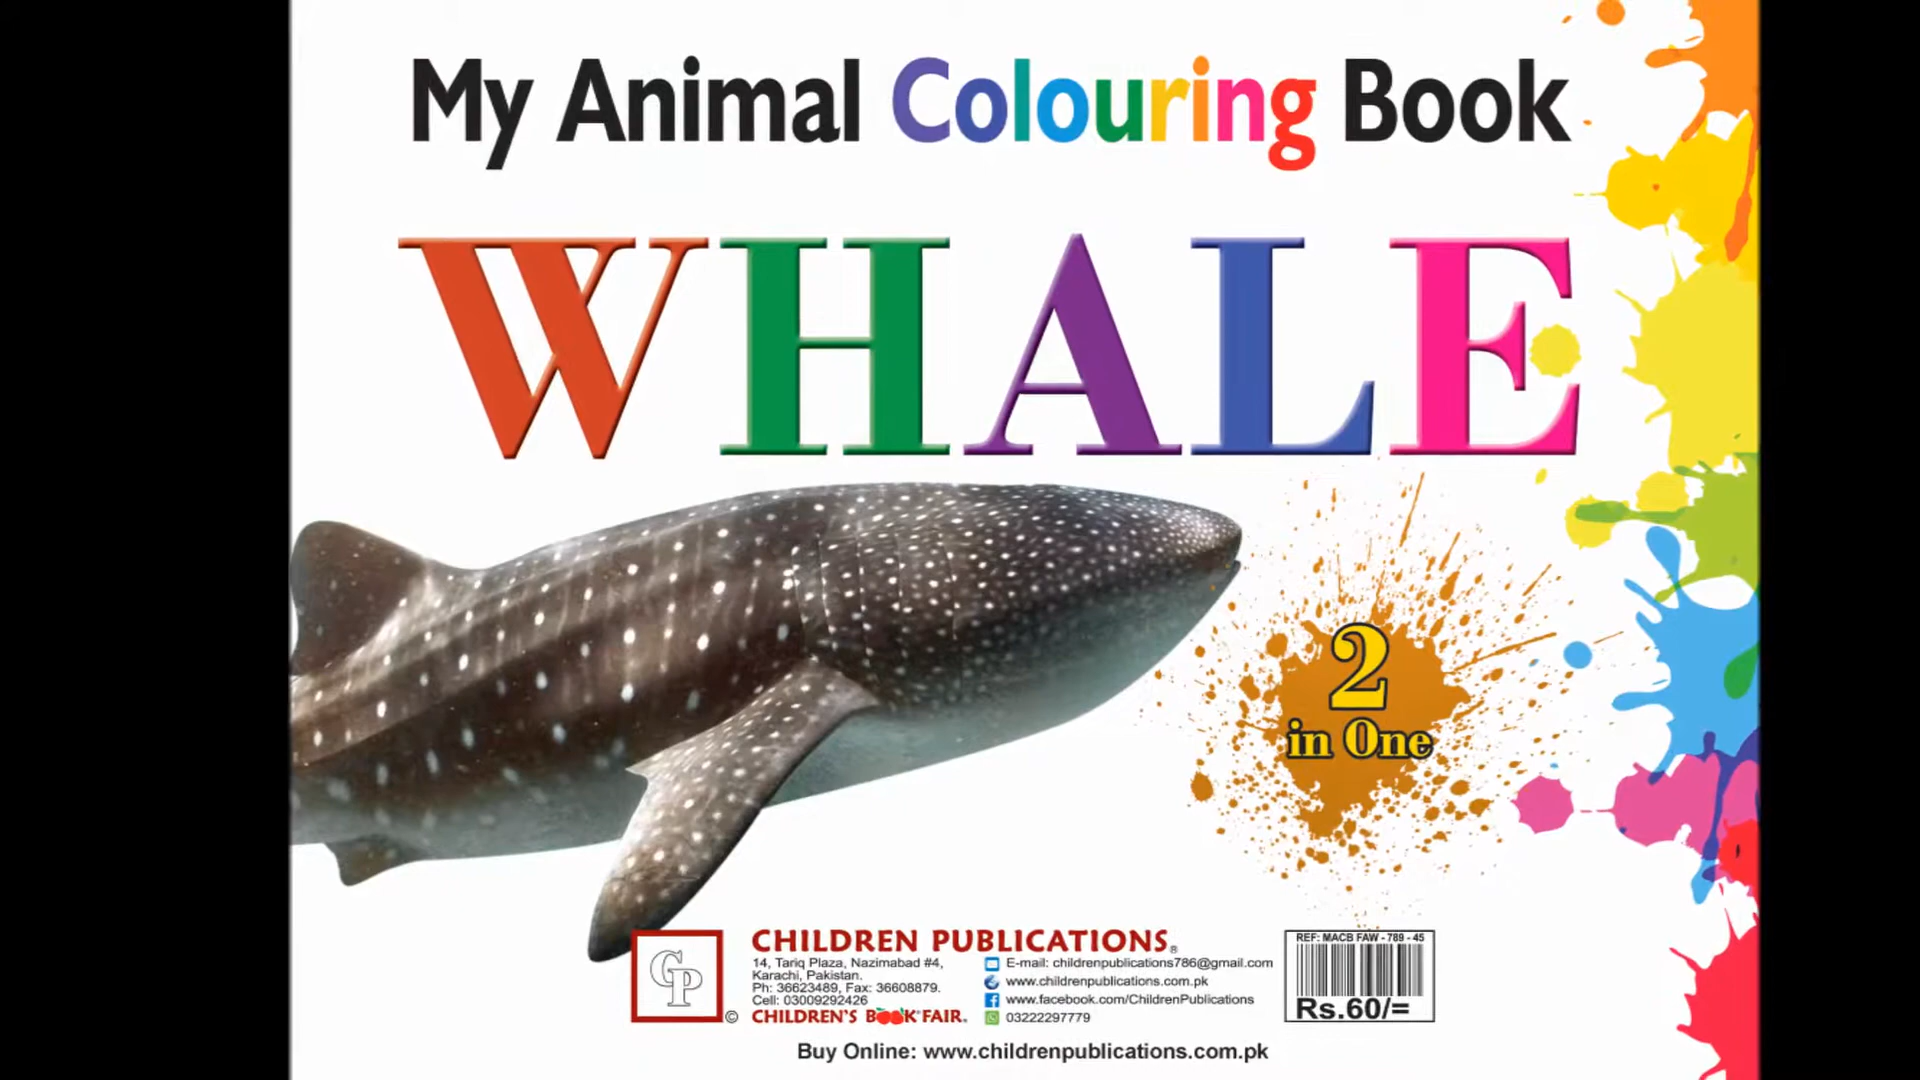 My Animal Colouring Book
WHALE
2
in One
CP
CHILDREN PUBLICATIONS®
14, Tariq Plaza, Nazimabad #4,
Karachi, Pakistan.
Ph: 36623489, Fax: 36608879.
Cell: 03009292426
© CHILDREN'S BOOK FAIR®
E-mail: childrenpublications786@gmail.com
www.childrenpublications.com.pk
www.facebook.com/ChildrenPublications
03222297779
REF: MACB FAW - 789 - 45
Rs.60/=
Buy Online: www.childrenpublications.com.pk